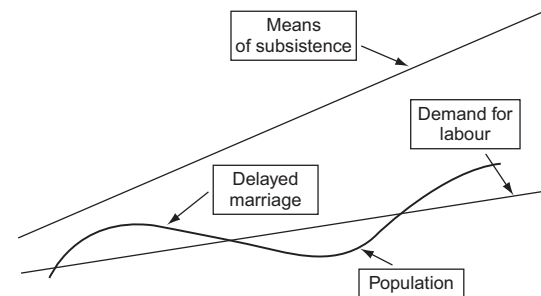 Means
of subsistence
Demand for
labour
Delayed
marriage
Population